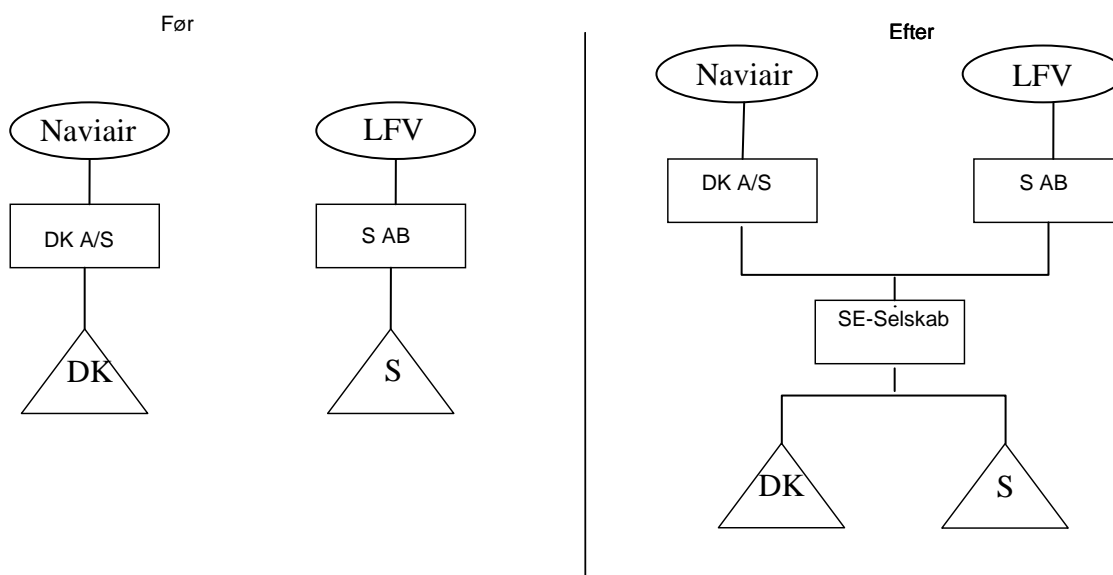 Før
Naviair
LFV
DK A/S
S AB
DK
S
Efter
Naviair
LFV
DK A/S
S AB
SE-Selskab
DK
S